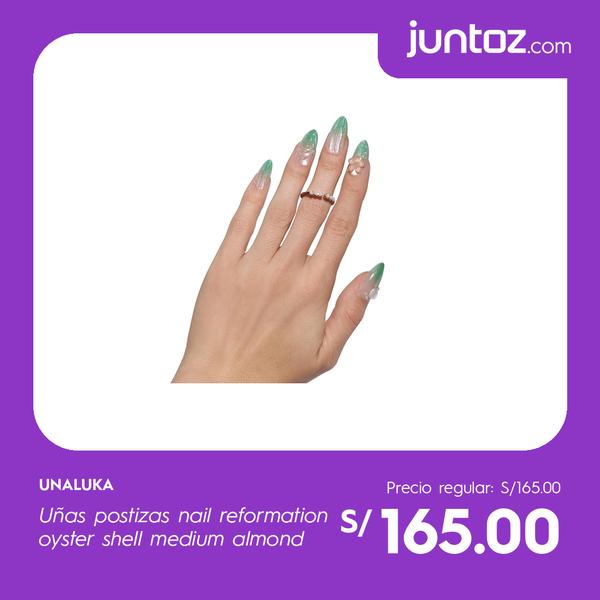 juntoz.com
UNALUKA
Uñas postizas nail reformation
oyster shell medium almond
Precio regular: S/165.00
S/165.00